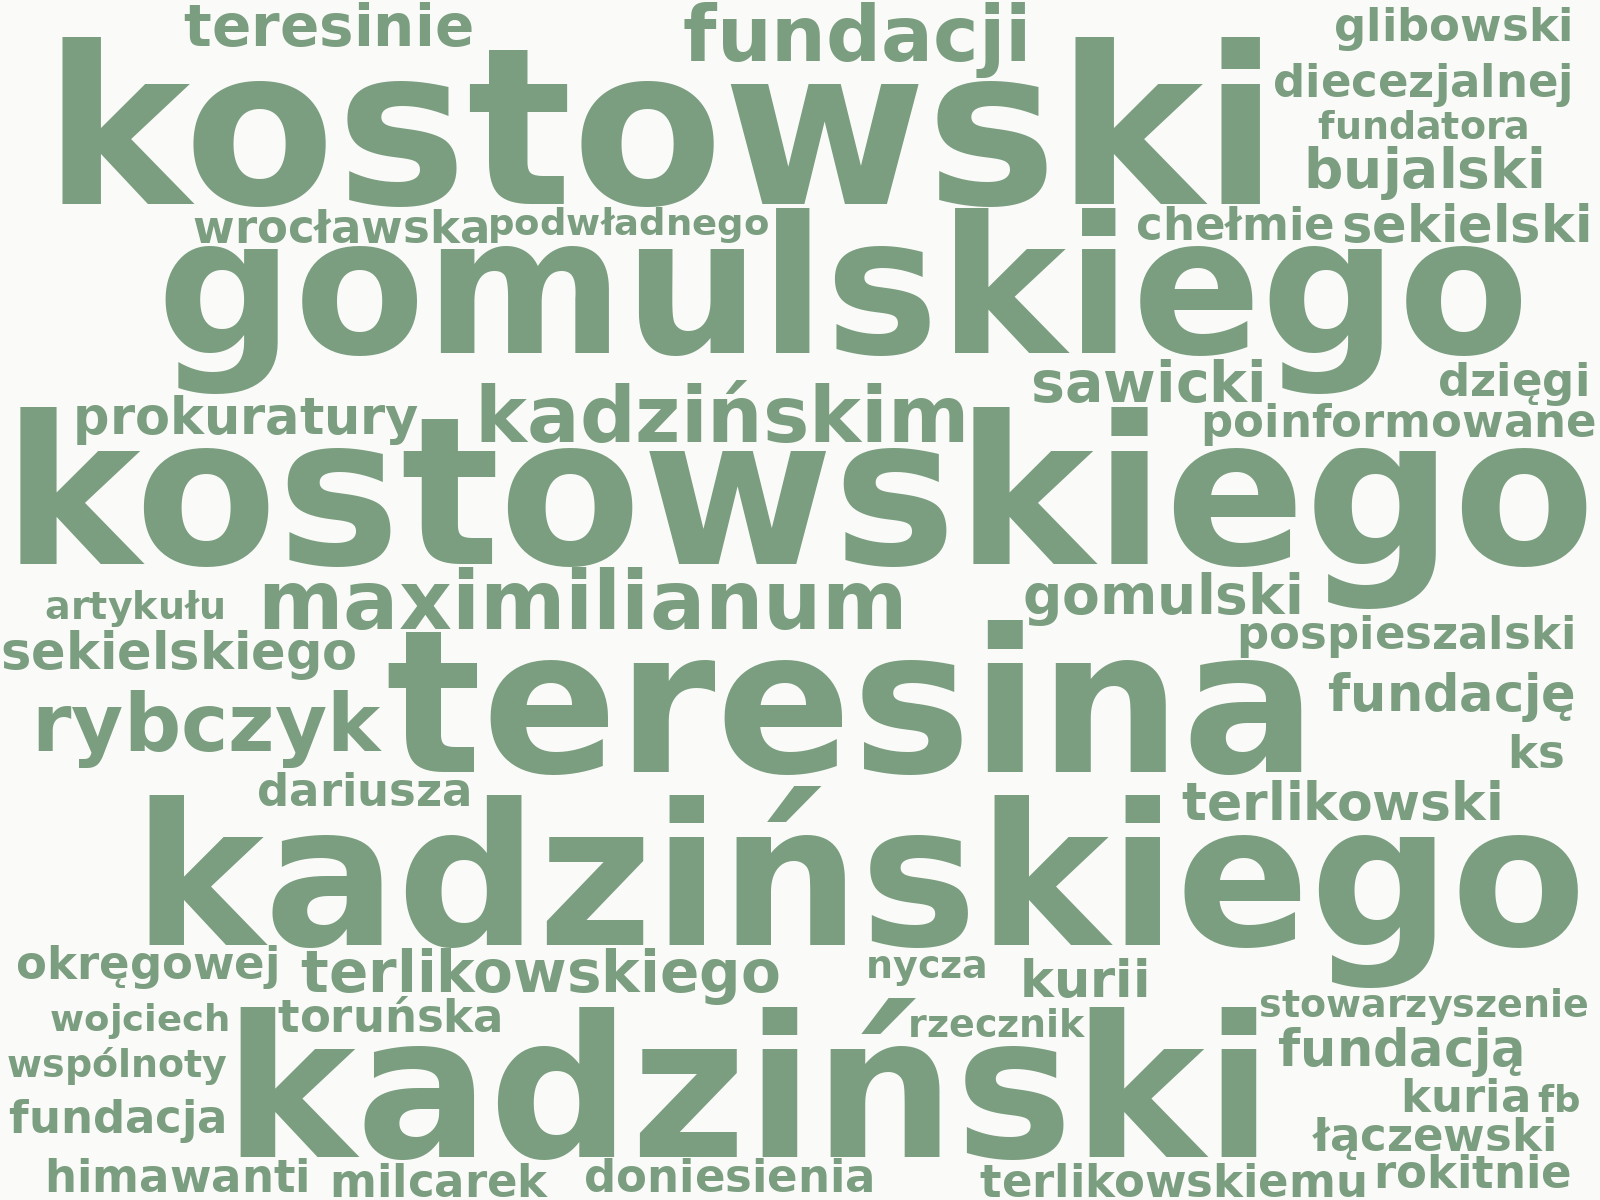 teresinie fundacji glibowski
kostowski diecezjalnej
fundatora
bujalski
wrocławska podwładnego chełmie sekielski
gomulskiego
sawicki dzięgi
prokuratury kadzińskim poinformowane
kostowskiego
artykułu maximilianum gomulski
sekielskiego pospieszalski
rybczyk teresina fundację
ks
dariusza terlikowski
kadzińskiego
okręgowej terlikowskiego nycza kurii
wojciech toruńska rzecznik stowarzyszenie
wspólnoty kadziński fundacją
kuria fb
fundacja łączewski
himawanti milcarek doniesienia terlikowskiemu rokitnie